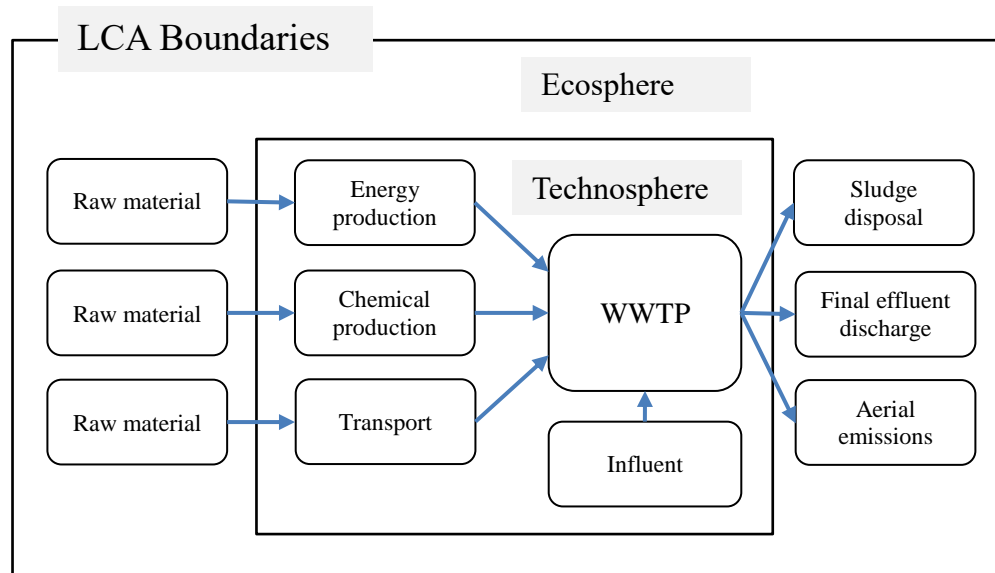 LCA Boundaries
Ecosphere
Technosphere
Raw material
Energy
production
Sludge
disposal
Raw material
Chemical
production
WWTP
Final effluent
discharge
Raw material
Transport
Influent
Aerial
emissions